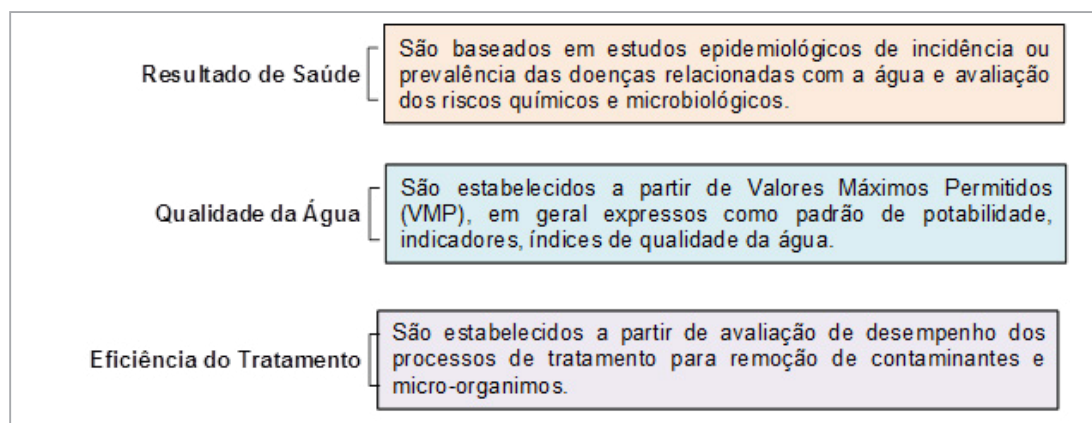 Resultado de Saúde
São baseados em estudos epidemiológicos de incidência ou
prevalência das doenças relacionadas com a água e avaliação
dos riscos químicos e microbiológicos.
Qualidade da Água
São estabelecidos a partir de Valores Máximos Permitidos
(VMP), em geral expressos como padrão de potabilidade,
indicadores, índices de qualidade da água.
Eficiência do Tratamento
São estabelecidos a partir de avaliação de desempenho dos
processos de tratamento para remoção de contaminantes e
micro-organimos.